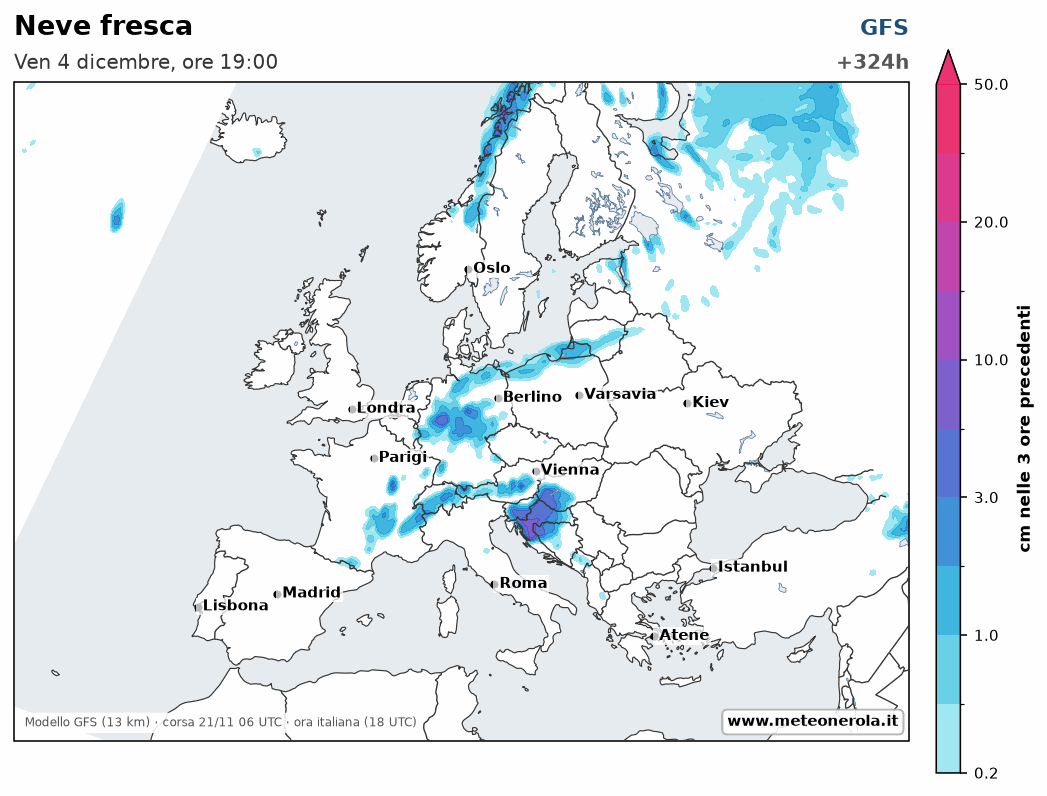 Neve fresca
GFS
Ven 4 dicembre, ore 19:00
+324h
50.0
20.0
10.0
3.0
1.0
0.2
cm nelle 3 ore precedenti
Oslo
Londra
Berlino
Varsavia
Kiev
Parigi
Vienna
Istanbul
Madrid
Roma
Lisbona
Atene
Modello GFS (13 km) · corsa 21/11 06 UTC · ora italiana (18 UTC)
www.meteonerola.it